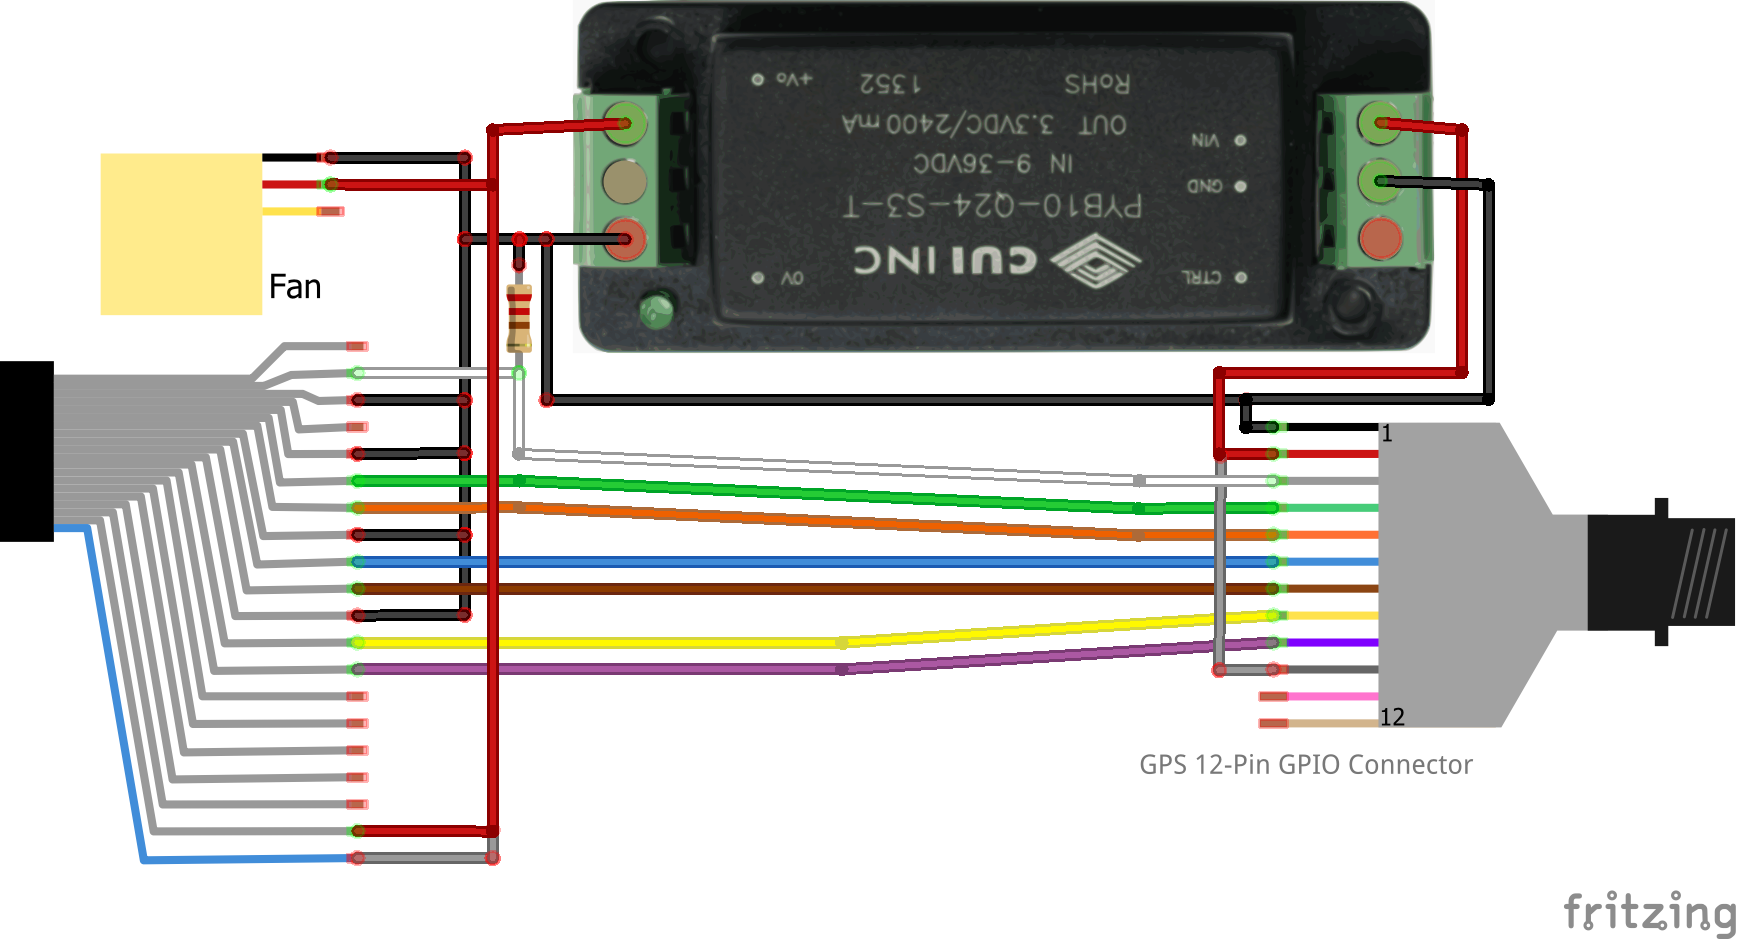 +Vo
1352
RoHS
OUT 3.3VDC/2400mA
VIN
IN 9-36VDC
GND
PYB10-Q24-S3-T
CUI INC
0V
CTRL
Fan
1
12
GPS 12-Pin GPIO Connector
fritzing